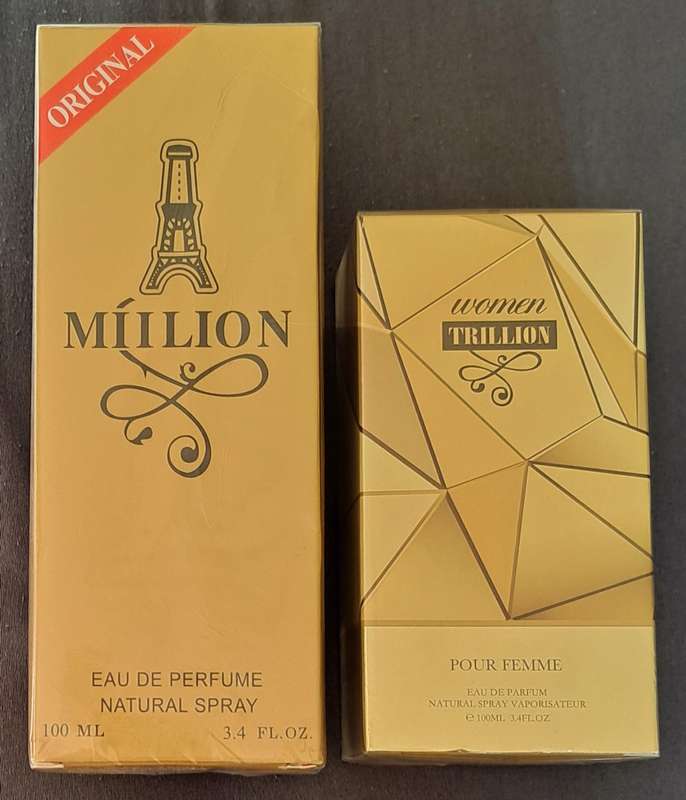 ORIGINAL
MÍILION
EAU DE PERFUME
NATURAL SPRAY
100 ML 3.4 FL.OZ.
women
TRILLION
POUR FEMME
EAU DE PARFUM
NATURAL SPRAY VAPORISATEUR
℮100ML 3.4FL.OZ